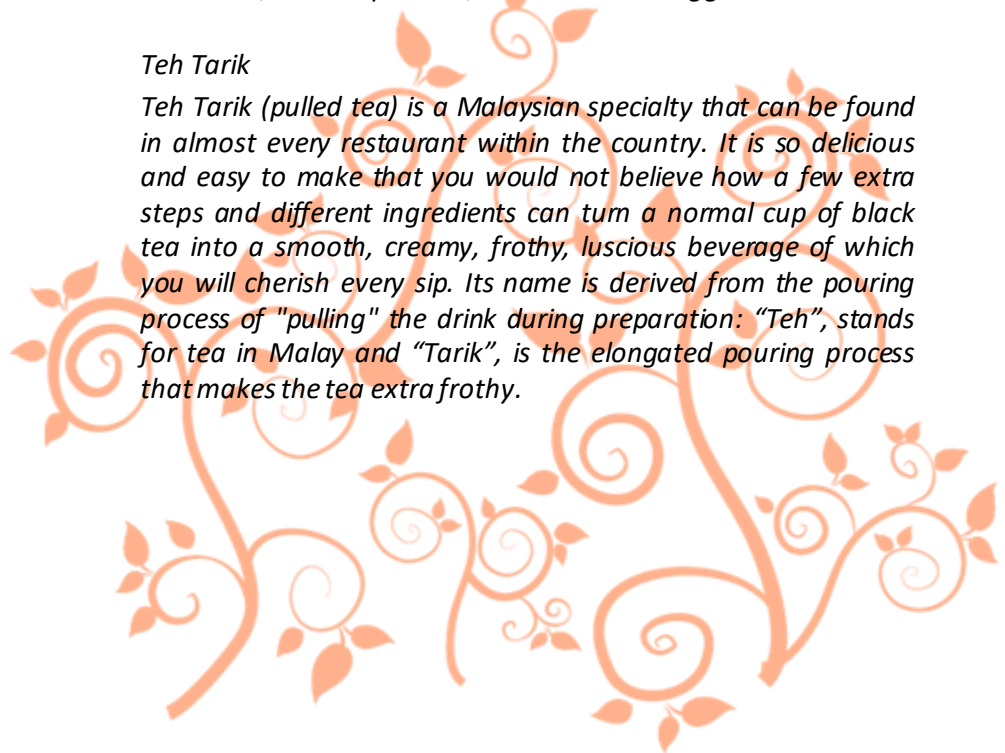 Teh Tarik
Teh Tarik (pulled tea) is a Malaysian specialty that can be found
in almost every restaurant within the country. It is so delicious
and easy to make that you would not believe how a few extra
steps and different ingredients can turn a normal cup of black
tea into a smooth, creamy, frothy, luscious beverage of which
you will cherish every sip. Its name is derived from the pouring
process of "pulling" the drink during preparation: “Teh”, stands
for tea in Malay and “Tarik”, is the elongated pouring process
that makes the tea extra frothy.